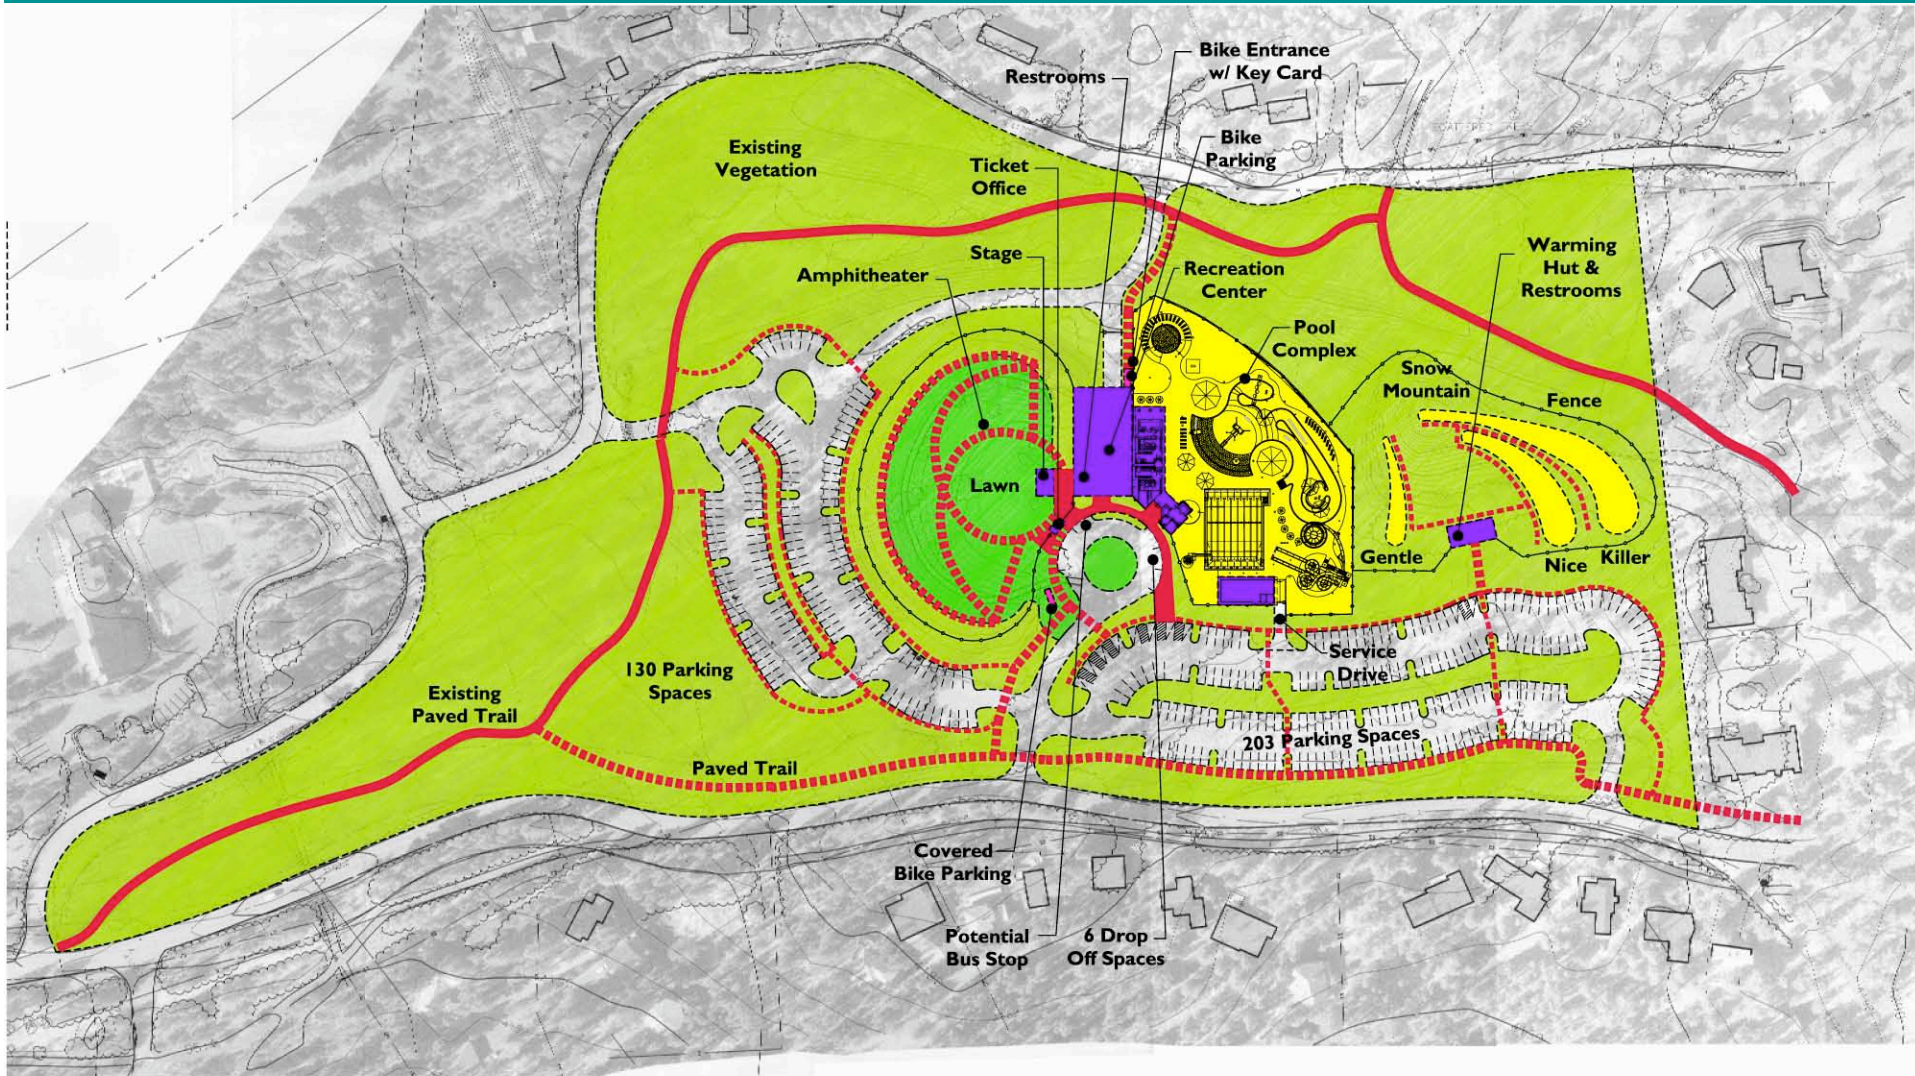 Bike Entrance
w/ Key Card
Restrooms
Bike
Parking
Existing
Vegetation
Ticket
Office
Stage
Amphitheater
Recreation
Center
Warming
Hut &
Restrooms
Pool
Complex
Snow
Mountain
Fence
Lawn
Gentle
Nice
Killer
130 Parking
Spaces
Service
Drive
Existing
Paved Trail
203 Parking Spaces
Paved Trail
Covered
Bike Parking
Potential
Bus Stop
6 Drop
Off Spaces